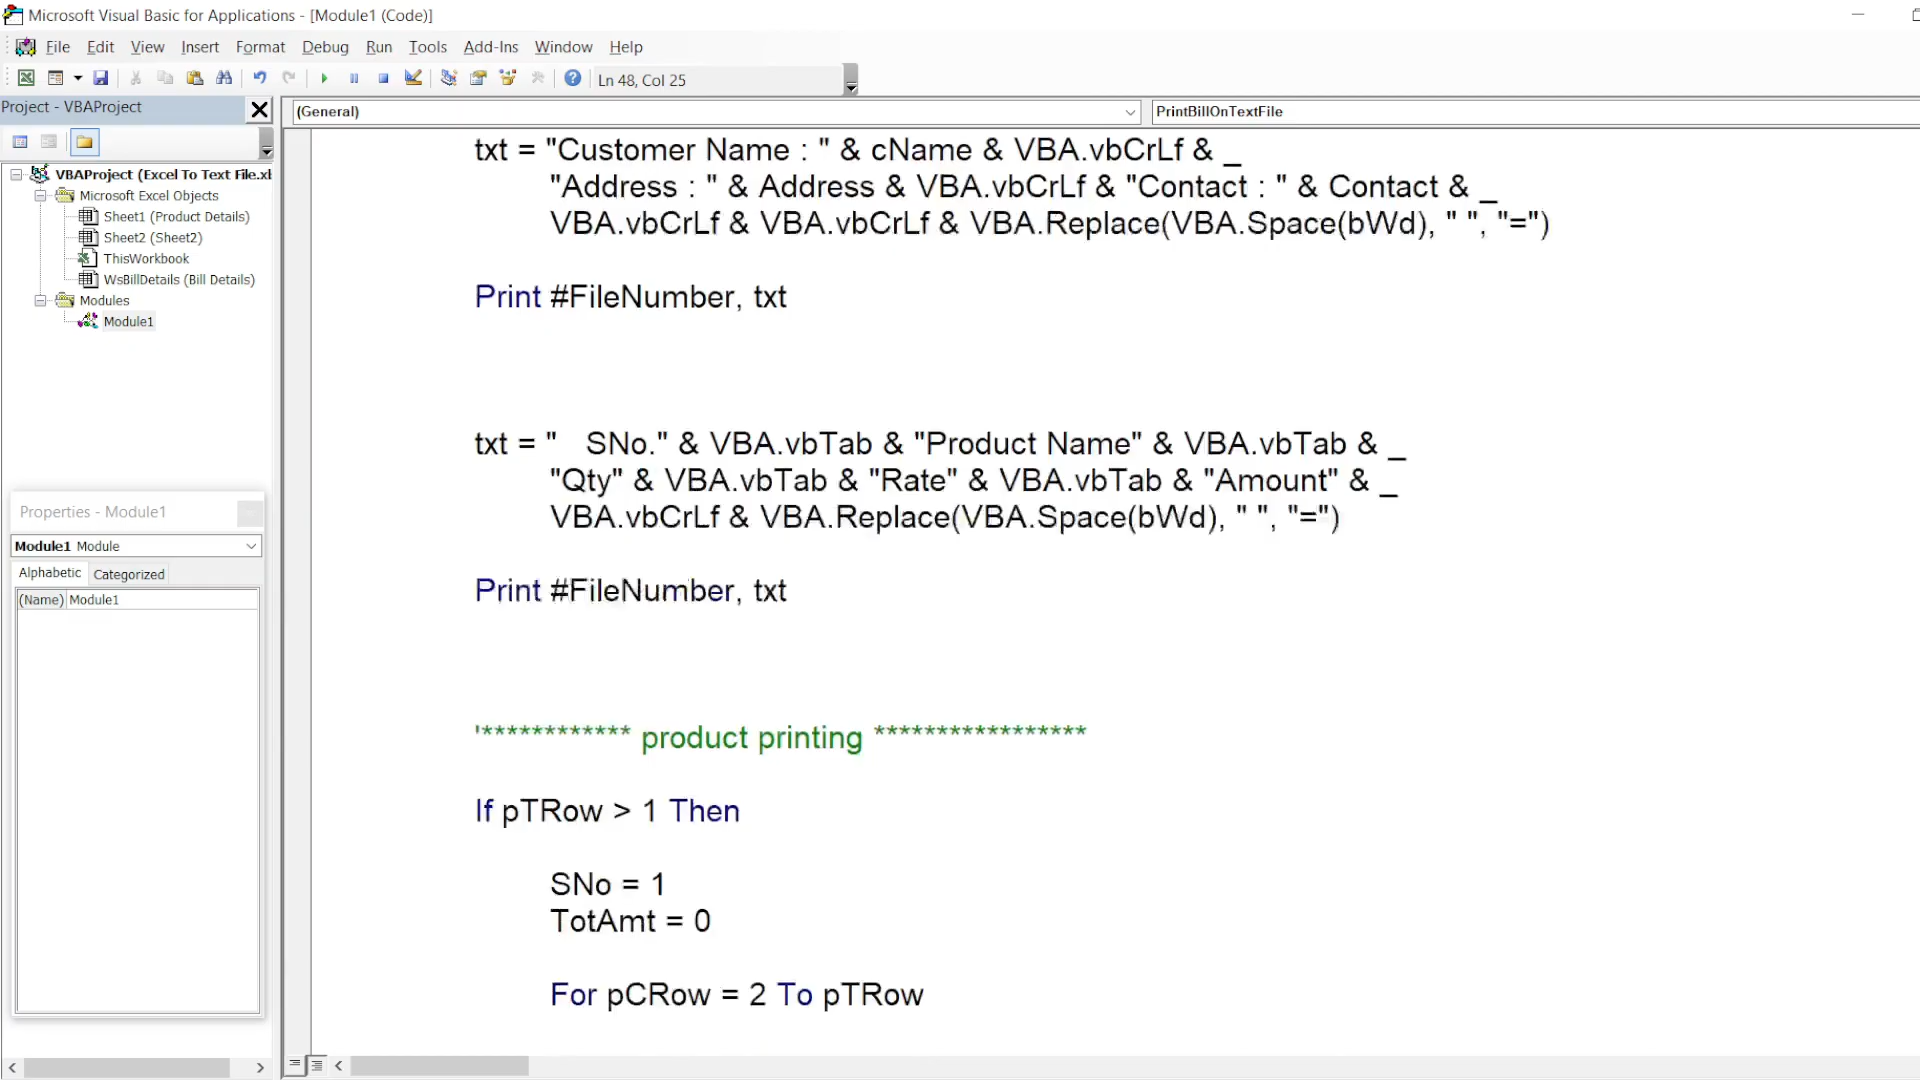 Microsoft Visual Basic for Applications - [Module1 (Code)]
File Edit View Insert Format Debug Run Tools Add-Ins Window Help
Ln 48, Col 25
Project - VBAProject
(General)
PrintBillOnTextFile
VBAProject (Excel To Text File.xl
Microsoft Excel Objects
Sheet1 (Product Details)
Sheet2 (Sheet2)
ThisWorkbook
WsBillDetails (Bill Details)
Modules
Module1
Properties - Module1
Module1 Module
Alphabetic Categorized
(Name) Module1
txt = "Customer Name : " & cName & VBA.vbCrLf & _
"Address : " & Address & VBA.vbCrLf & "Contact : " & Contact & _
VBA.vbCrLf & VBA.vbCrLf & VBA.Replace(VBA.Space(bWd), " ", "=")
Print #FileNumber, txt
txt = "   SNo." & VBA.vbTab & "Product Name" & VBA.vbTab & _
"Qty" & VBA.vbTab & "Rate" & VBA.vbTab & "Amount" & _
VBA.vbCrLf & VBA.Replace(VBA.Space(bWd), " ", "=")
Print #FileNumber, txt
'************ product printing *****************
If pTRow > 1 Then
SNo = 1
TotAmt = 0
For pCRow = 2 To pTRow